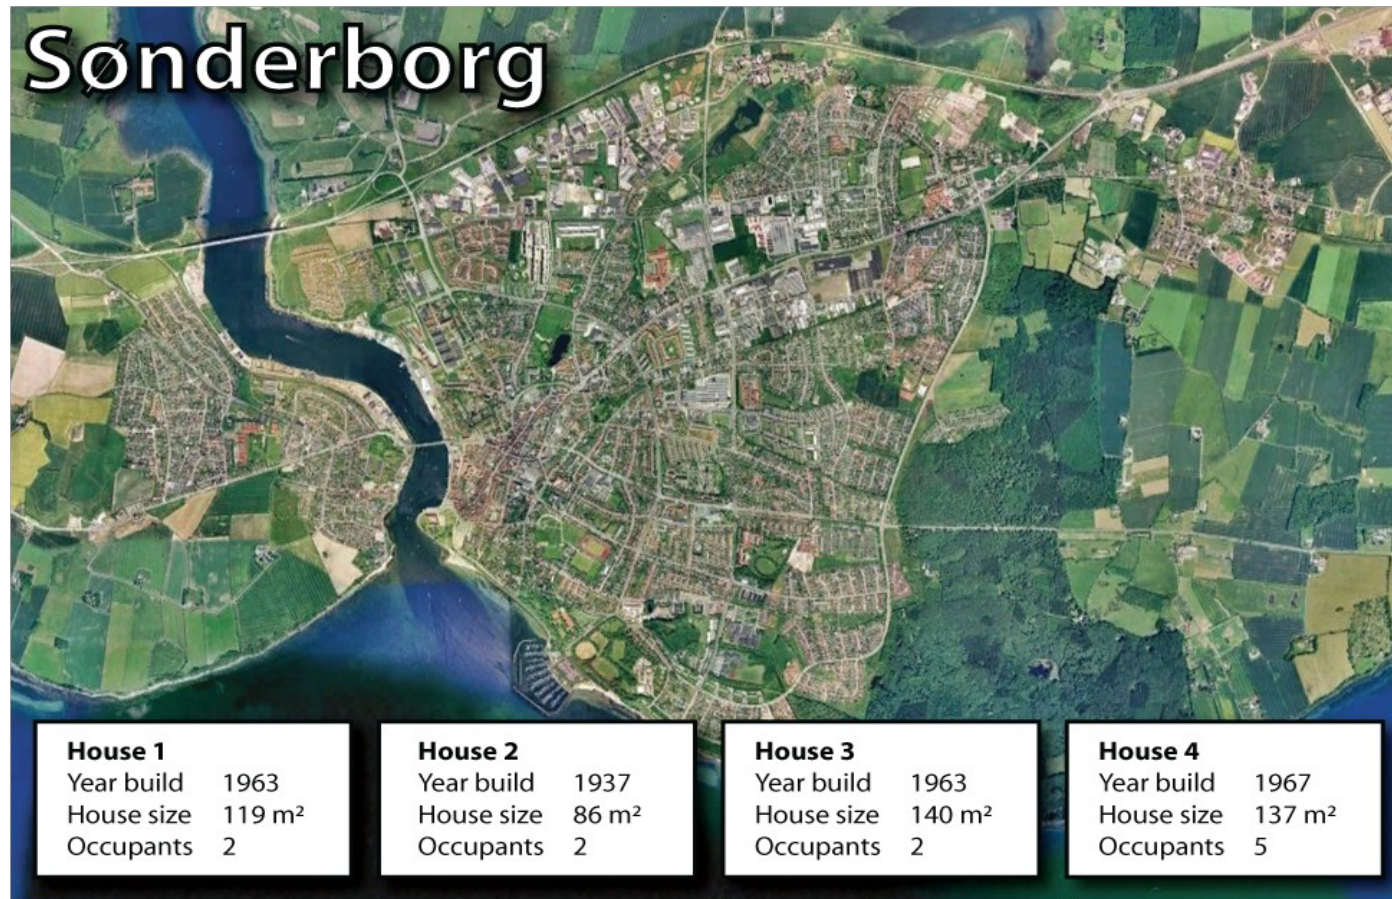 Sønderborg
House 1
Year build 1963
House size 119 m²
Occupants 2
House 2
Year build 1937
House size 86 m²
Occupants 2
House 3
Year build 1963
House size 140 m²
Occupants 2
House 4
Year build 1967
House size 137 m²
Occupants 5